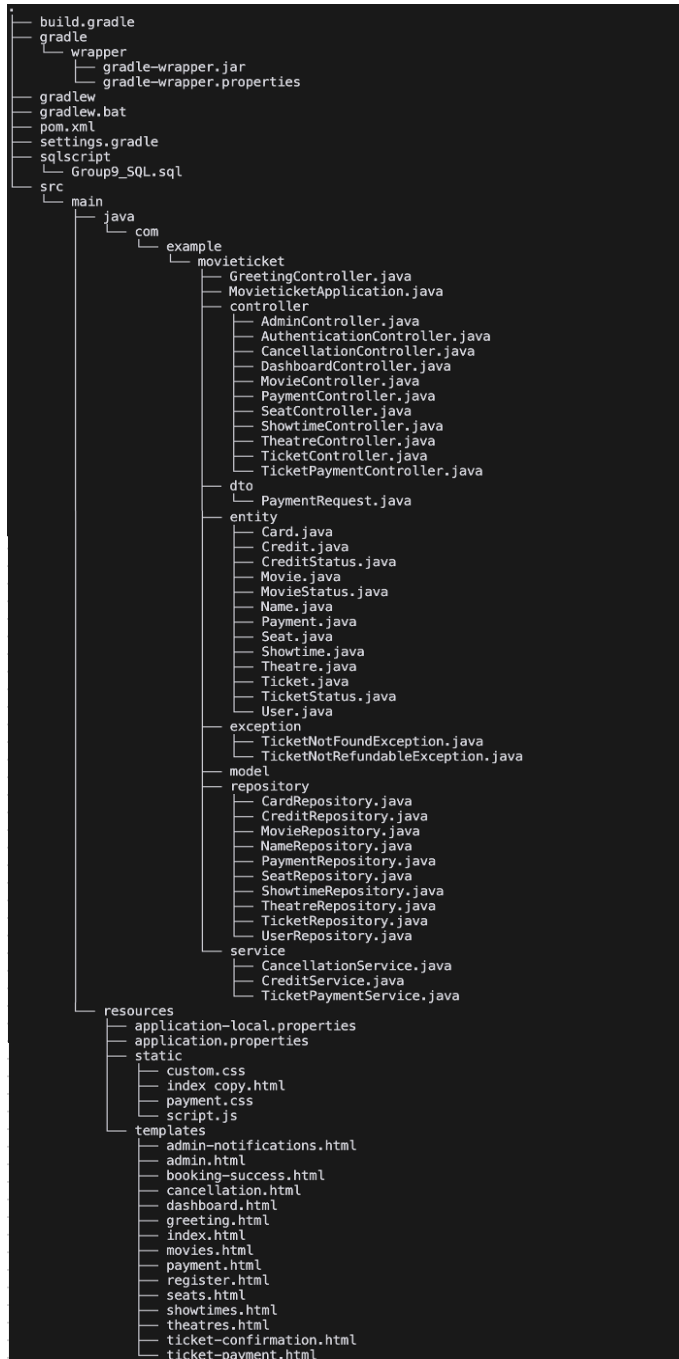 .
├── build.gradle
├── gradle
│   └── wrapper
│       ├── gradle-wrapper.jar
│       └── gradle-wrapper.properties
├── gradlew
├── gradlew.bat
├── pom.xml
├── settings.gradle
├── sqlscript
│   └── Group9_SQL.sql
└── src
    └── main
        ├── java
        │   └── com
        │       └── example
        │           └── movieticket
        │               ├── GreetingController.java
        │               ├── MovieticketApplication.java
        │               ├── controller
        │               │   ├── AdminController.java
        │               │   ├── AuthenticationController.java
        │               │   ├── CancellationController.java
        │               │   ├── DashboardController.java
        │               │   ├── MovieController.java
        │               │   ├── PaymentController.java
        │               │   ├── SeatController.java
        │               │   ├── ShowtimeController.java
        │               │   ├── TheatreController.java
        │               │   ├── TicketController.java
        │               │   └── TicketPaymentController.java
        │               ├── dto
        │               │   └── PaymentRequest.java
        │               ├── entity
        │               │   ├── Card.java
        │               │   ├── Credit.java
        │               │   ├── CreditStatus.java
        │               │   ├── Movie.java
        │               │   ├── MovieStatus.java
        │               │   ├── Name.java
        │               │   ├── Payment.java
        │               │   ├── Seat.java
        │               │   ├── Showtime.java
        │               │   ├── Theatre.java
        │               │   ├── Ticket.java
        │               │   ├── TicketStatus.java
        │               │   └── User.java
        │               ├── exception
        │               │   ├── TicketNotFoundException.java
        │               │   └── TicketNotRefundableException.java
        │               ├── model
        │               ├── repository
        │               │   ├── CardRepository.java
        │               │   ├── CreditRepository.java
        │               │   ├── MovieRepository.java
        │               │   ├── NameRepository.java
        │               │   ├── PaymentRepository.java
        │               │   ├── SeatRepository.java
        │               │   ├── ShowtimeRepository.java
        │               │   ├── TheatreRepository.java
        │               │   ├── TicketRepository.java
        │               │   └── UserRepository.java
        │               └── service
        │                   ├── CancellationService.java
        │                   ├── CreditService.java
        │                   └── TicketPaymentService.java
        └── resources
            ├── application-local.properties
            ├── application.properties
            ├── static
            │   ├── custom.css
            │   ├── index copy.html
            │   ├── payment.css
            │   └── script.js
            └── templates
                ├── admin-notifications.html
                ├── admin.html
                ├── booking-success.html
                ├── cancellation.html
                ├── dashboard.html
                ├── greeting.html
                ├── index.html
                ├── movies.html
                ├── payment.html
                ├── register.html
                ├── seats.html
                ├── showtimes.html
                ├── theatres.html
                ├── ticket-confirmation.html
                └── ticket-payment.html